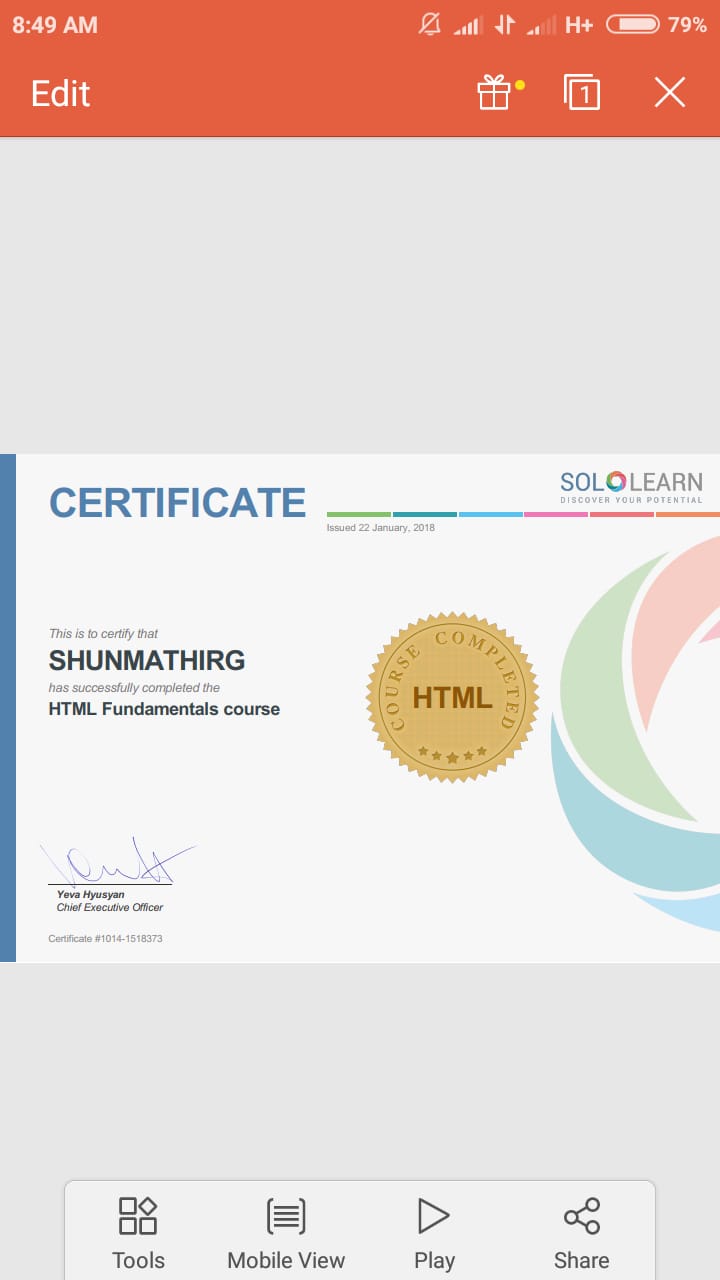 8:49 AM H+ 79%
Edit 1
CERTIFICATE
SOLOLEARN
DISCOVER YOUR POTENTIAL
Issued 22 January, 2018
This is to certify that
SHUNMATHIRG
has successfully completed the
HTML Fundamentals course
COURSE COMPLETED
HTML
Yeva Hyusyan
Chief Executive Officer
Certificate #1014-1518373
Tools Mobile View Play Share